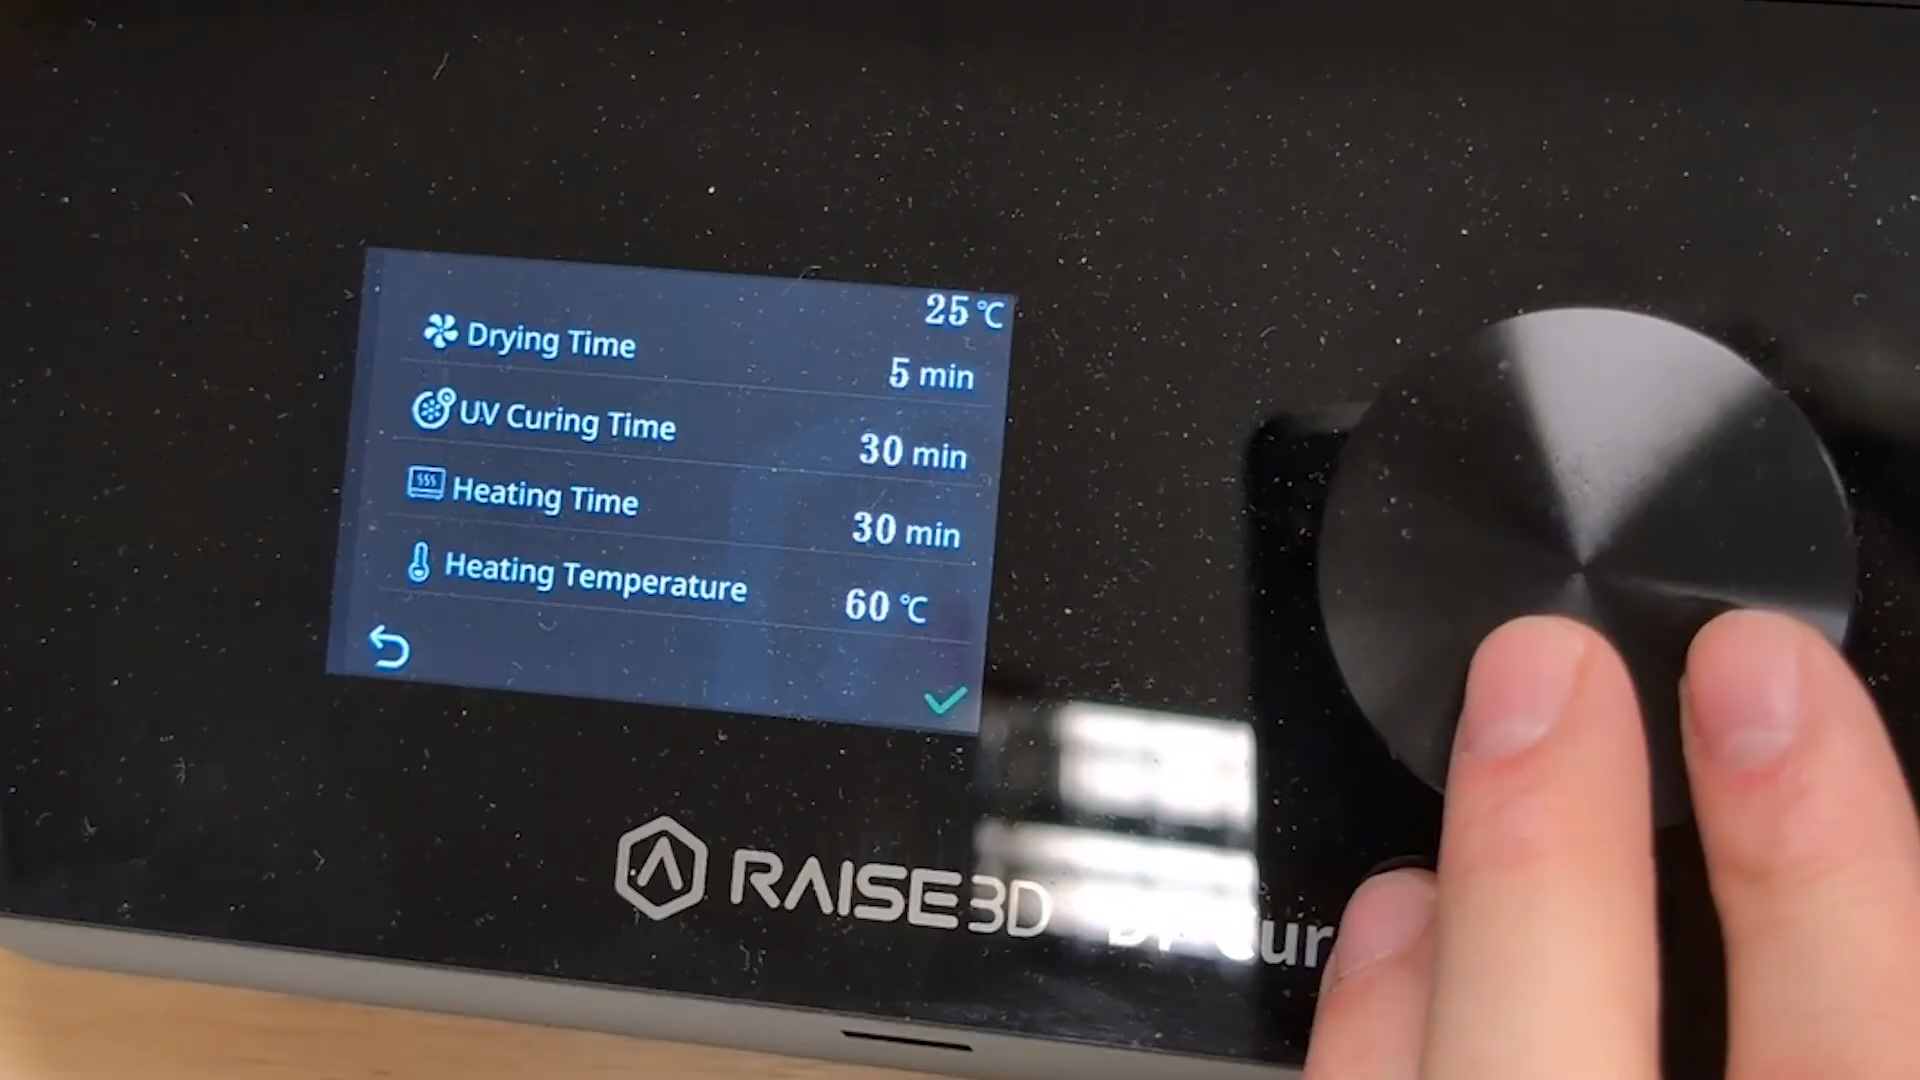 25 °C
Drying Time 5 min
UV Curing Time 30 min
Heating Time 30 min
Heating Temperature 60 °C
RAISE3D